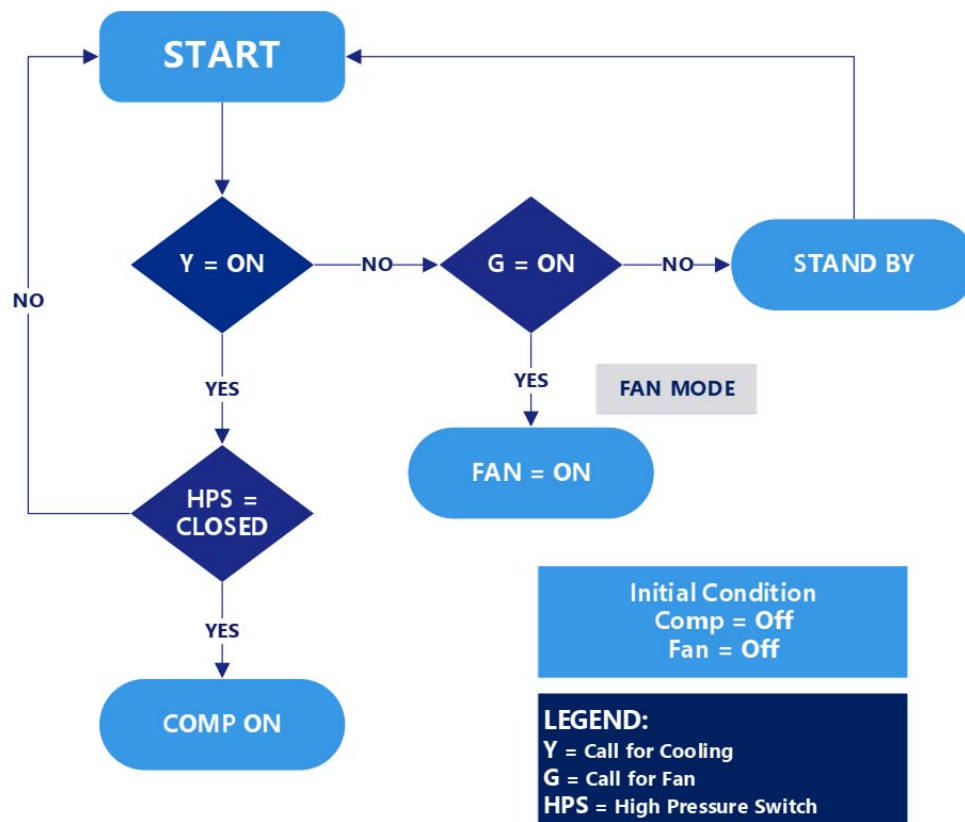 START
Y = ON
NO
G = ON
NO
STAND BY
NO
YES
YES
FAN MODE
HPS =
CLOSED
FAN = ON
YES
COMP ON
Initial Condition
Comp = Off
Fan = Off
LEGEND:
Y = Call for Cooling
G = Call for Fan
HPS = High Pressure Switch